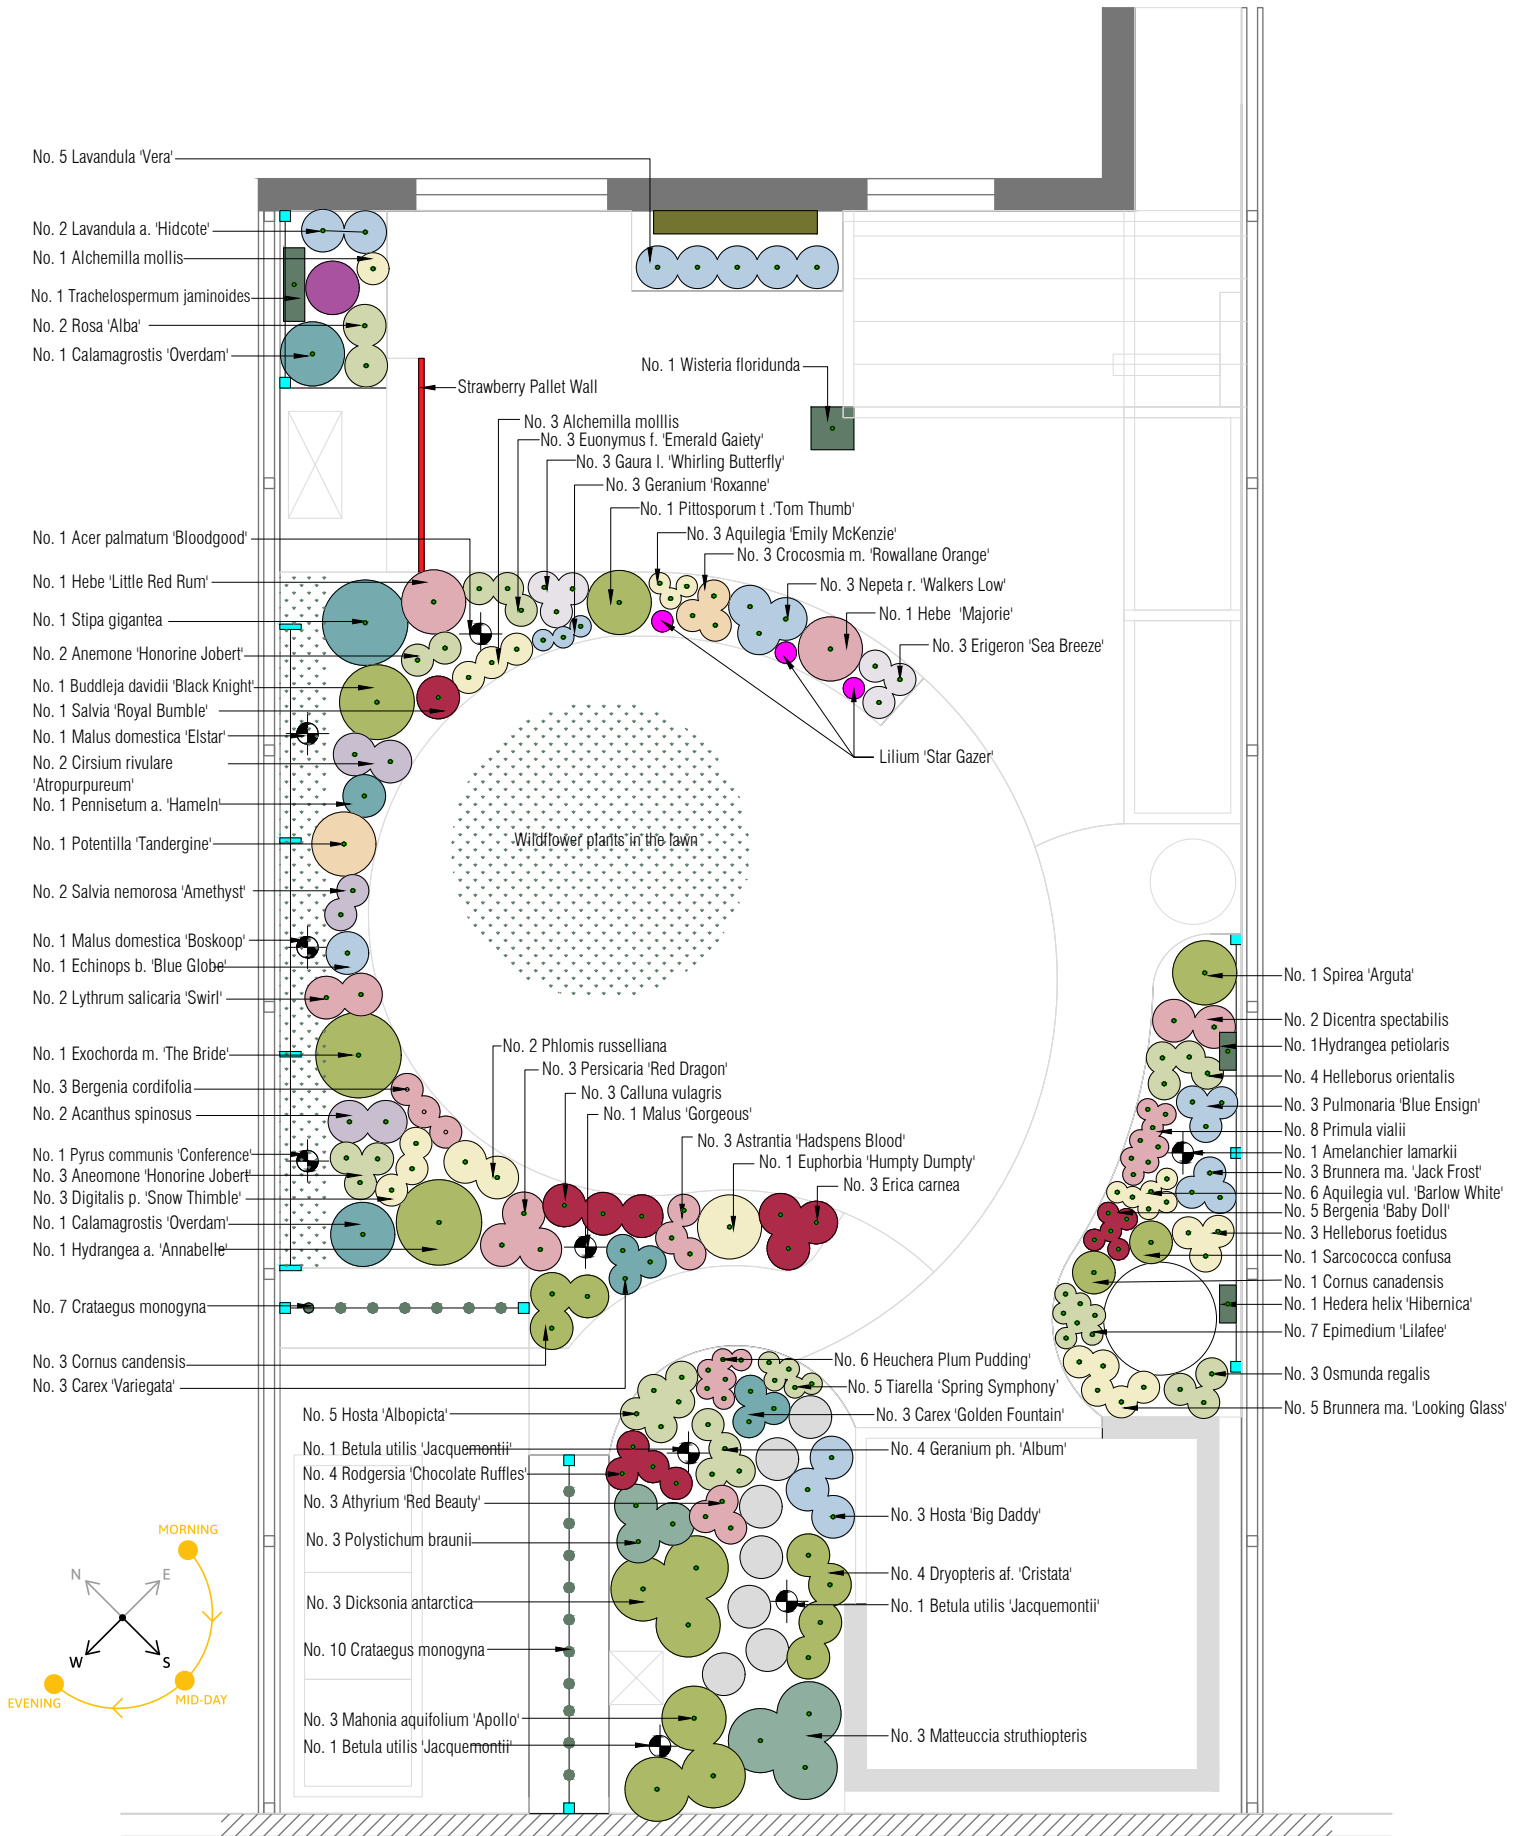 No. 5 Lavandula 'Vera'
No. 2 Lavandula a. 'Hidcote'
No. 1 Alchemilla mollis
No. 1 Trachelospermum jaminoides
No. 2 Rosa 'Alba'
No. 1 Calamagrostis 'Overdam'
No. 1 Wisteria floridunda
Strawberry Pallet Wall
No. 3 Alchemilla molllis
No. 3 Euonymus f. 'Emerald Gaiety'
No. 3 Gaura l. 'Whirling Butterfly'
No. 3 Geranium 'Roxanne'
No. 1 Pittosporum t .'Tom Thumb'
No. 3 Aquilegia 'Emily McKenzie'
No. 3 Crocosmia m. 'Rowallane Orange'
No. 3 Nepeta r. 'Walkers Low'
No. 1 Hebe 'Majorie'
No. 3 Erigeron 'Sea Breeze'
Lilium 'Star Gazer'
No. 1 Acer palmatum 'Bloodgood'
No. 1 Hebe 'Little Red Rum'
No. 1 Stipa gigantea
No. 2 Anemone 'Honorine Jobert'
No. 1 Buddleja davidii 'Black Knight'
No. 1 Salvia 'Royal Bumble'
No. 1 Malus domestica 'Elstar'
No. 2 Cirsium rivulare
'Atropurpureum'
No. 1 Pennisetum a. 'Hameln'
No. 1 Potentilla 'Tandergine'
No. 2 Salvia nemorosa 'Amethyst'
No. 1 Malus domestica 'Boskoop'
No. 1 Echinops b. 'Blue Globe'
No. 2 Lythrum salicaria 'Swirl'
No. 1 Exochorda m. 'The Bride'
No. 3 Bergenia cordifolia
No. 2 Acanthus spinosus
No. 1 Pyrus communis 'Conference'
No. 3 Aneomone 'Honorine Jobert'
No. 3 Digitalis p. 'Snow Thimble'
No. 1 Calamagrostis 'Overdam'
No. 1 Hydrangea a. 'Annabelle'
No. 7 Crataegus monogyna
No. 3 Cornus candensis
No. 3 Carex 'Variegata'
Wildflower plants in the lawn
No. 2 Phlomis russelliana
No. 3 Persicaria 'Red Dragon'
No. 3 Calluna vulagris
No. 1 Malus 'Gorgeous'
No. 3 Astrantia 'Hadspens Blood'
No. 1 Euphorbia 'Humpty Dumpty'
No. 3 Erica carnea
No. 1 Spirea 'Arguta'
No. 2 Dicentra spectabilis
No. 1Hydrangea petiolaris
No. 4 Helleborus orientalis
No. 3 Pulmonaria 'Blue Ensign'
No. 8 Primula vialii
No. 1 Amelanchier lamarkii
No. 3 Brunnera ma. 'Jack Frost'
No. 6 Aquilegia vul. 'Barlow White'
No. 5 Bergenia 'Baby Doll'
No. 3 Helleborus foetidus
No. 1 Sarcococca confusa
No. 1 Cornus canadensis
No. 1 Hedera helix 'Hibernica'
No. 7 Epimedium 'Lilafee'
No. 3 Osmunda regalis
No. 5 Brunnera ma. 'Looking Glass'
No. 6 Heuchera Plum Pudding'
No. 5 Tiarella ‘Spring Symphony’
No. 3 Carex 'Golden Fountain'
No. 4 Geranium ph. 'Album'
No. 3 Hosta 'Big Daddy'
No. 4 Dryopteris af. 'Cristata'
No. 1 Betula utilis 'Jacquemontii'
No. 3 Matteuccia struthiopteris
No. 5 Hosta 'Albopicta'
No. 1 Betula utilis 'Jacquemontii'
No. 4 Rodgersia 'Chocolate Ruffles'
No. 3 Athyrium 'Red Beauty'
No. 3 Polystichum braunii
No. 3 Dicksonia antarctica
No. 10 Crataegus monogyna
No. 3 Mahonia aquifolium 'Apollo'
No. 1 Betula utilis 'Jacquemontii'
MORNING
N
E
W
S
EVENING
MID-DAY